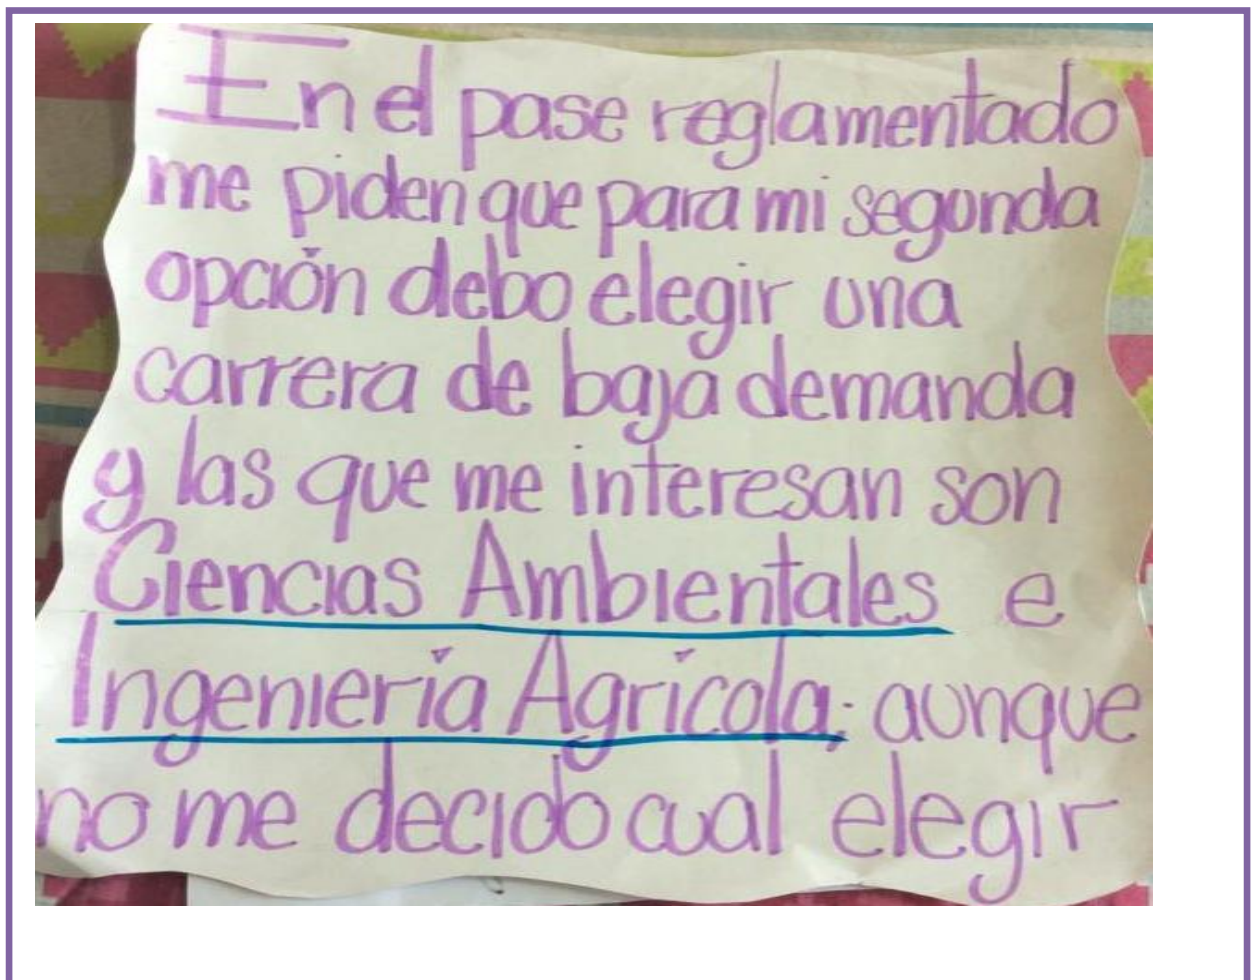 En el pase reglamentado
me piden que para mi segunda
opción debo elegir una
carrera de baja demanda
y las que me interesan son
Ciencias Ambientales e
Ingeniería Agrícola; aunque
no me decido cual elegir